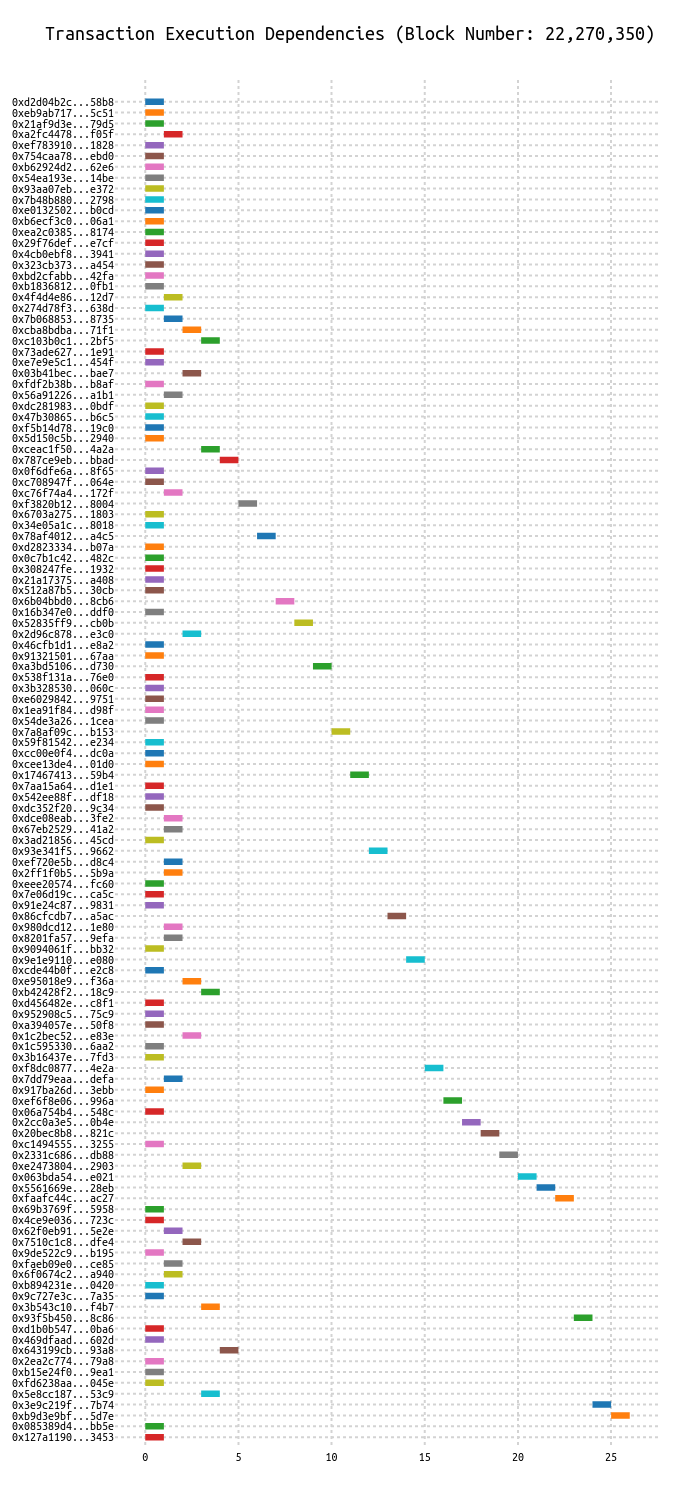 Transaction Execution Dependencies (Block Number: 22,270,350)
0xd2d04b2c...58b8
0xeb9ab717...5c51
0x21af9d3e...79d5
0xa2fc4478...f05f
0xef783910...1828
0x754caa78...ebd0
0xb62924d2...62e6
0x54ea193e...14be
0x93aa07eb...e372
0x7b48b880...2798
0xe0132502...b0cd
0xb6ecf3c0...06a1
0xea2c0385...8174
0x29f76def...e7cf
0x4cb0ebf8...3941
0x323cb373...a454
0xbd2cfabb...42fa
0xb1836812...0fb1
0x4f4d4e86...12d7
0x274d78f3...638d
0x7b068853...8735
0xcba8bdba...71f1
0xc103b0c1...2bf5
0x73ade627...1e91
0xe7e9e5c1...454f
0x03b41bec...bae7
0xfdf2b38b...b8af
0x56a91226...a1b1
0xdc281983...0bdf
0x47b30865...b6c5
0xf5b14d78...19c0
0x5d150c5b...2940
0xceac1f50...4a2a
0x787ce9eb...bbad
0x0f6dfe6a...8f65
0xc708947f...064e
0xc76f74a4...172f
0xf3820b12...8004
0x6703a275...1803
0x34e05a1c...8018
0x78af4012...a4c5
0xd2823334...b07a
0x0c7b1c42...482c
0x308247fe...1932
0x21a17375...a408
0x512a87b5...30cb
0x6b04bbd0...8cb6
0x16b347e0...ddf0
0x52835ff9...cb0b
0x2d96c878...e3c0
0x46cfb1d1...e8a2
0x91321501...67aa
0xa3bd5106...d730
0x538f131a...76e0
0x3b328530...060c
0xe6029842...9751
0x1ea91f84...d98f
0x54de3a26...1cea
0x7a8af09c...b153
0x59f81542...e234
0xcc00e0f4...dc0a
0xcee13de4...01d0
0x17467413...59b4
0x7aa15a64...d1e1
0x542ee88f...df18
0xdc352f20...9c34
0xdce08eab...3fe2
0x67eb2529...41a2
0x3ad21856...45cd
0x93e341f5...9662
0xef720e5b...d8c4
0x2ff1f0b5...5b9a
0xeee20574...fc60
0x7e06d19c...ca5c
0x91e24c87...9831
0x86cfcdb7...a5ac
0x980dcd12...1e80
0x8201fa57...9efa
0x9094061f...bb32
0x9e1e9110...e080
0xcde44b0f...e2c8
0xe95018e9...f36a
0xb42428f2...18c9
0xd456482e...c8f1
0x952908c5...75c9
0xa394057e...50f8
0x1c2bec52...e83e
0x1c595330...6aa2
0x3b16437e...7fd3
0xf8dc0877...4e2a
0x7dd79eaa...defa
0x917ba26d...3ebb
0xef6f8e06...996a
0x06a754b4...548c
0x2cc0a3e5...0b4e
0x20bec8b8...821c
0xc1494555...3255
0x2331c686...db88
0xe2473804...2903
0x063bda54...e021
0x5561669e...28eb
0xfaafc44c...ac27
0x69b3769f...5958
0x4ce9e036...723c
0x62f0eb91...5e2e
0x7510c1c8...dfe4
0x9de522c9...b195
0xfaeb09e0...ce85
0x6f0674c2...a940
0xb894231e...0420
0x9c727e3c...7a35
0x3b543c10...f4b7
0x93f5b450...8c86
0xd1b0b547...0ba6
0x469dfaad...602d
0x643199cb...93a8
0x2ea2c774...79a8
0xb15e24f0...9ea1
0xfd6238aa...045e
0x5e8cc187...53c9
0x3e9c219f...7b74
0xb9d3e9bf...5d7e
0x085389d4...bb5e
0x127a1190...3453
0 5 10 15 20 25